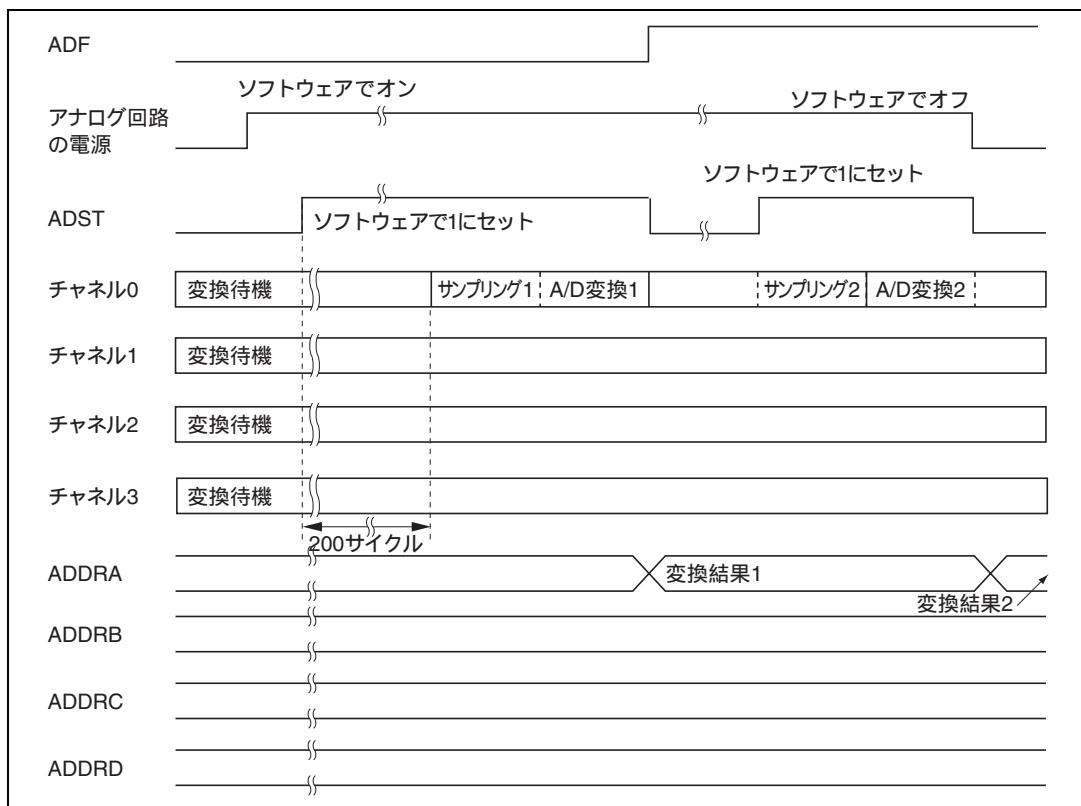 ADF
ソフトウェアでオン
ソフトウェアでオフ
アナログ回路
の電源
ソフトウェアで1にセット
ADST
ソフトウェアで1にセット
チャネル0 変換待機 サンプリング1 A/D変換1 サンプリング2 A/D変換2
チャネル1 変換待機
チャネル2 変換待機
チャネル3 変換待機
200サイクル
ADDRA 変換結果1
変換結果2
ADDRB
ADDRC
ADDRD